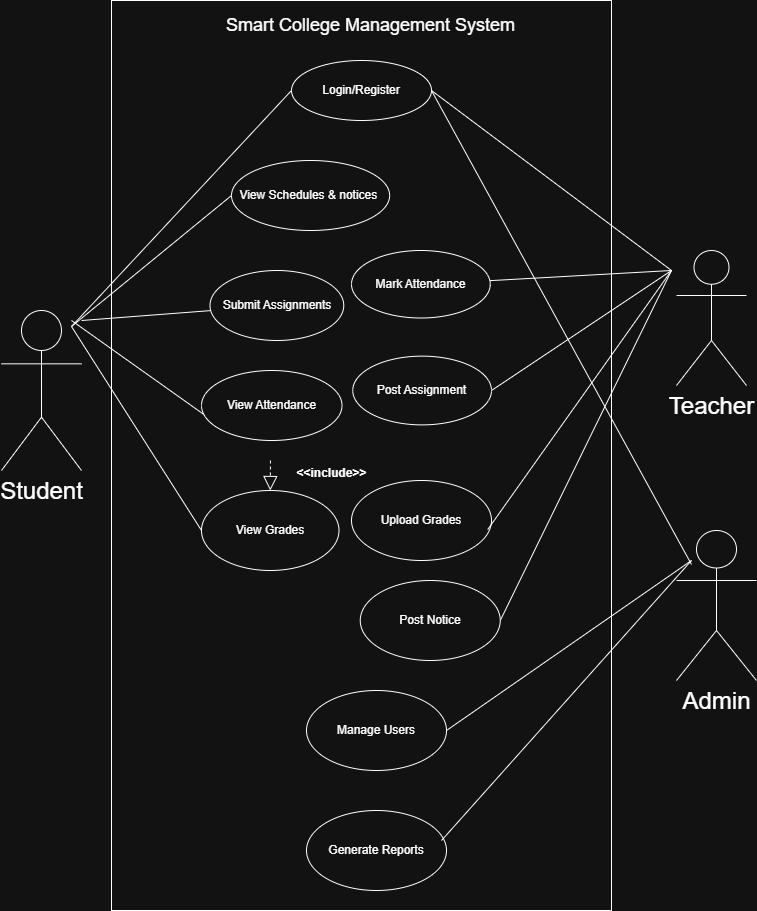 Smart College Management System
Login/Register
View Schedules & notices
Mark Attendance
Submit Assignments
Post Assignment
View Attendance
<<include>>
View Grades
Upload Grades
Post Notice
Manage Users
Generate Reports
Student
Teacher
Admin